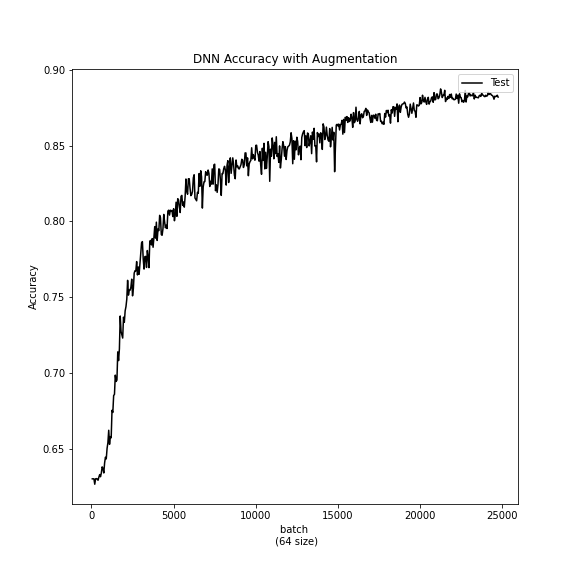 DNN Accuracy with Augmentation
Test
0.90
0.85
0.80
0.75
0.70
0.65
Accuracy
0 5000 10000 15000 20000 25000
batch
(64 size)